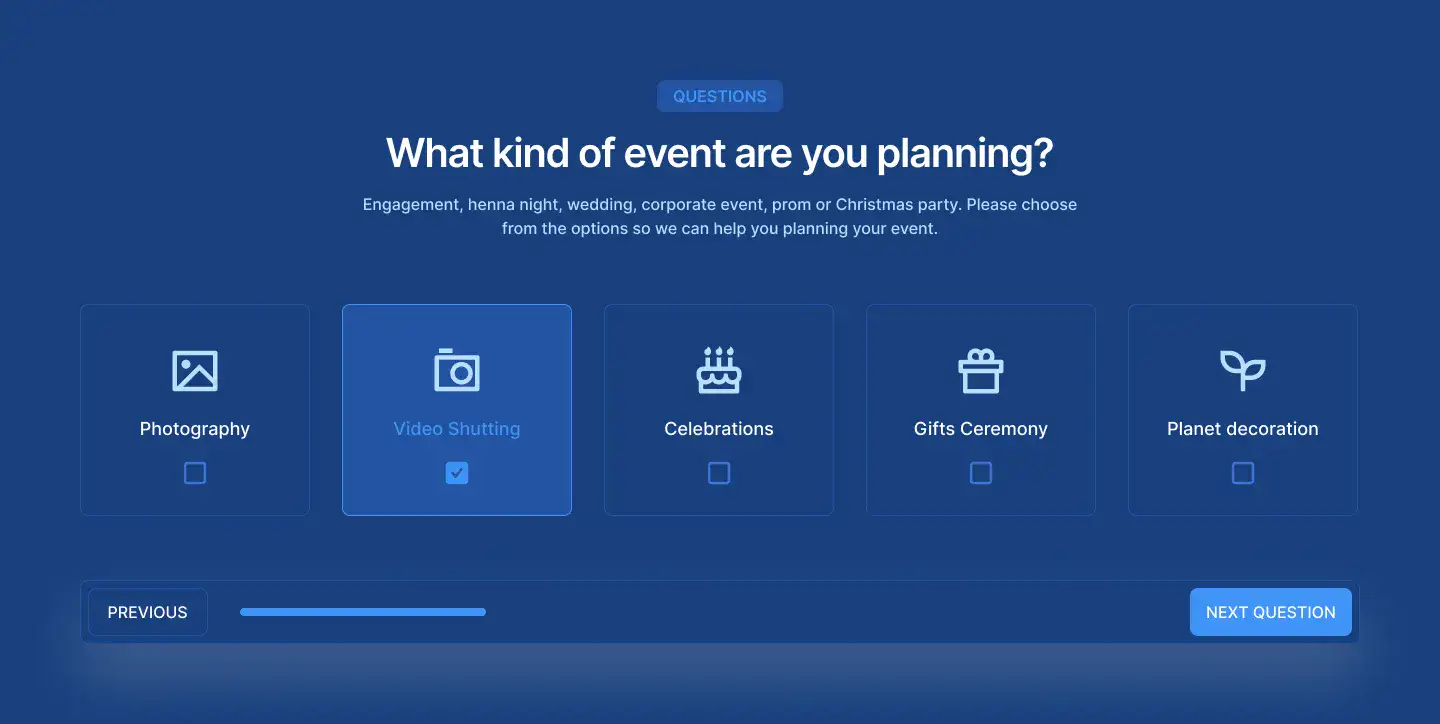 QUESTIONS
What kind of event are you planning?
Engagement, henna night, wedding, corporate event, prom or Christmas party. Please choose
from the options so we can help you planning your event.
Photography
Video Shutting
Celebrations
Gifts Ceremony
Planet decoration
PREVIOUS
NEXT QUESTION